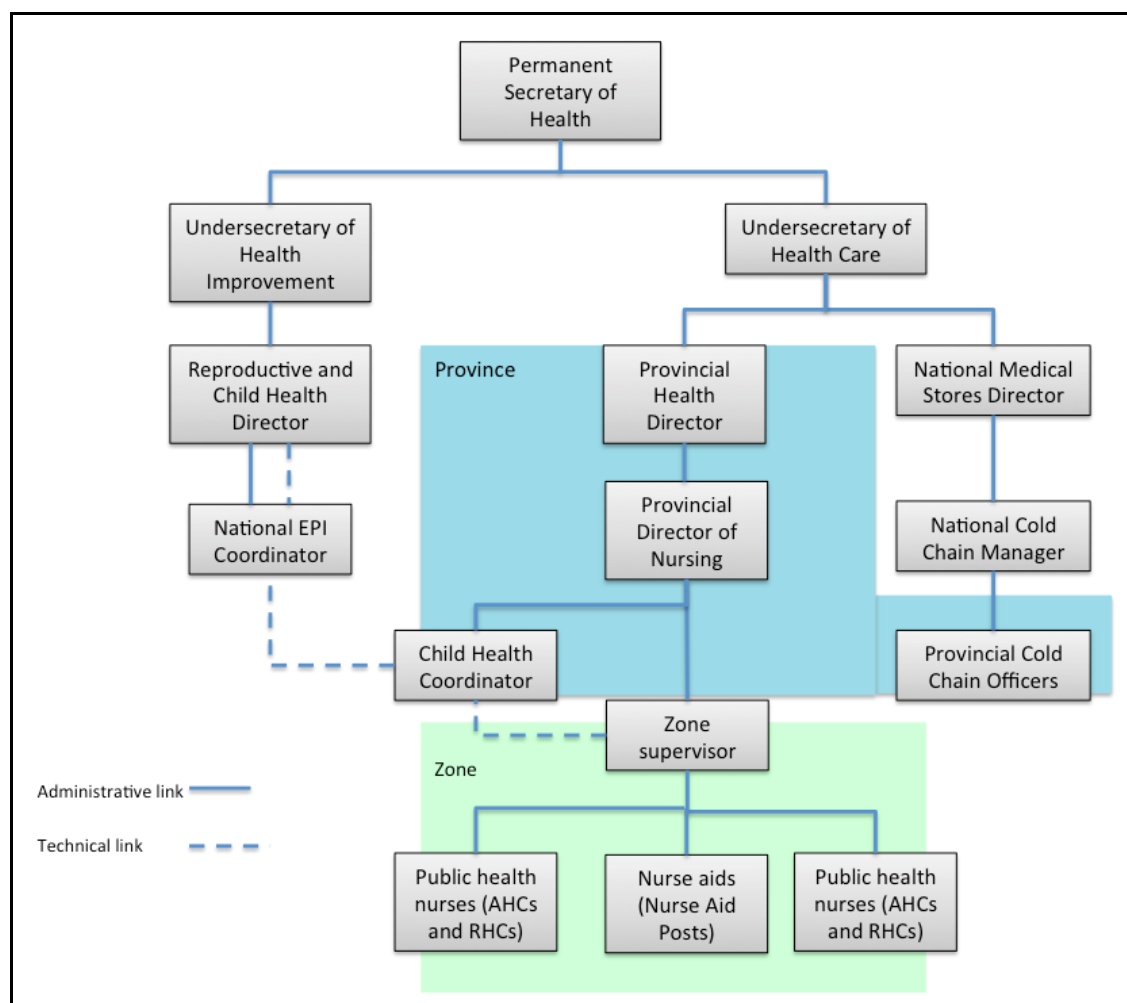 Permanent
Secretary of
Health
Undersecretary of
Health
Improvement
Undersecretary of
Health Care
Reproductive and
Child Health
Director
Province
Provincial
Health
Director
National Medical
Stores Director
National EPI
Coordinator
Provincial
Director of
Nursing
National Cold
Chain Manager
Child Health
Coordinator
Provincial Cold
Chain Officers
Zone
supervisor
Zone
Administrative link
Technical link
Public health
nurses (AHCs
and RHCs)
Nurse aids
(Nurse Aid
Posts)
Public health
nurses (AHCs
and RHCs)